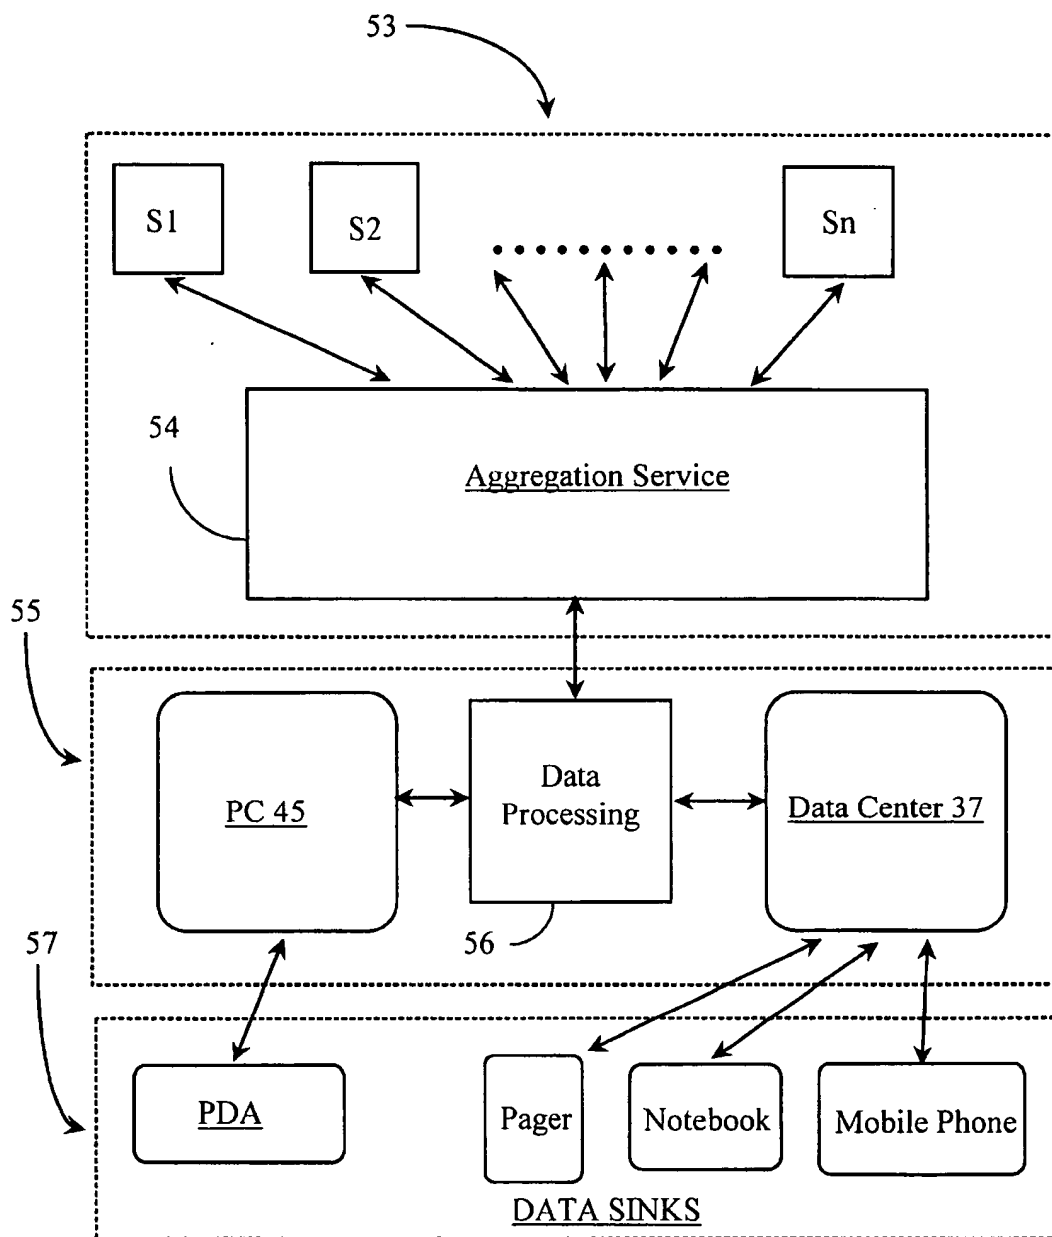 53
S1
S2
Sn
54
Aggregation Service
55
PC 45
Data
Processing
Data Center 37
56
57
PDA
Pager
Notebook
Mobile Phone
DATA SINKS